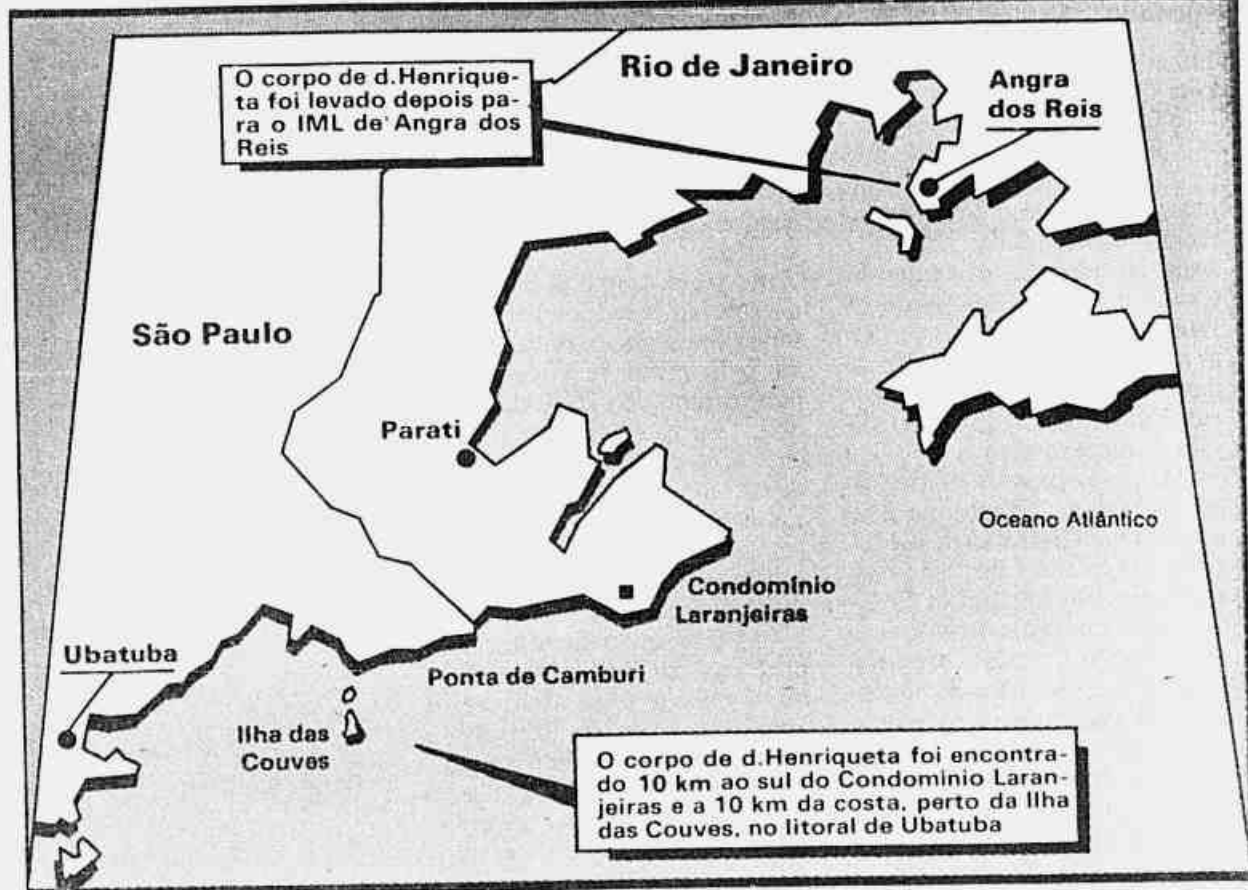 O corpo de d.Henrique-
ta foi levado depois pa-
ra o IML de Angra dos
Reis
Rio de Janeiro
Angra
dos Reis
São Paulo
Parati
Oceano Atlântico
Condomínio
Laranjeiras
Ubatuba
Ponta de Camburi
Ilha das
Couves
O corpo de d.Henriqueta foi encontra-
do 10 km ao sul do Condomínio Laran-
jeiras e a 10 km da costa, perto da Ilha
das Couves, no litoral de Ubatuba